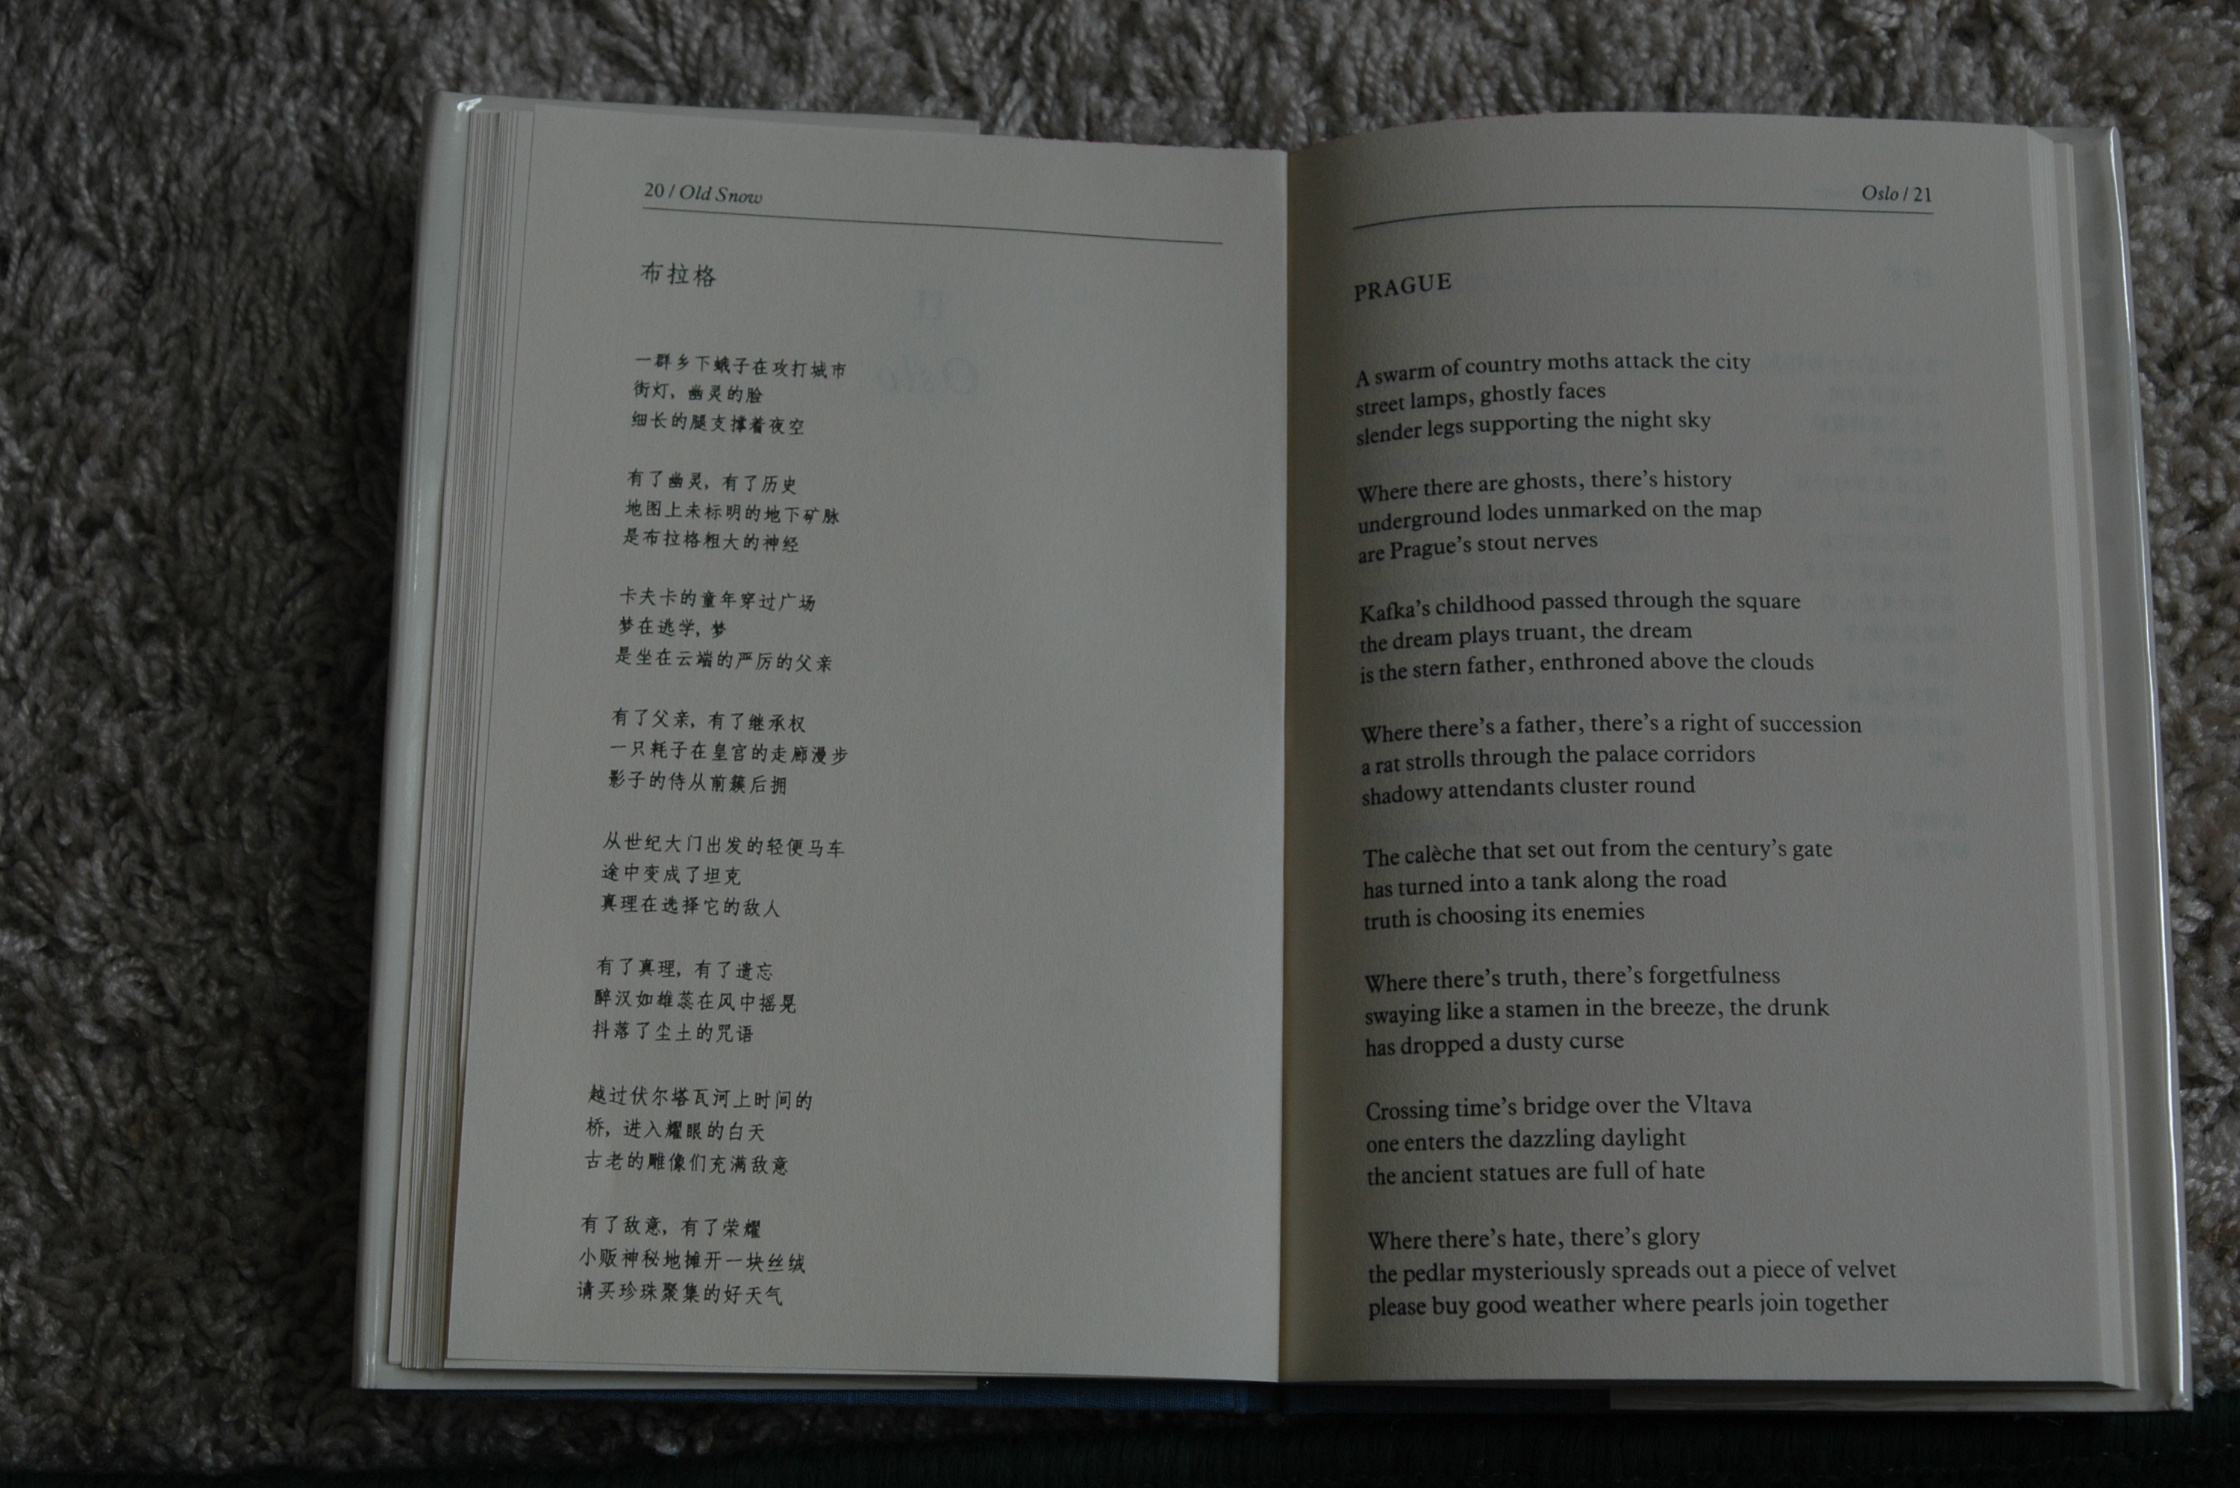 20 / Old Snow
布拉格
一群乡下蛾子在攻打城市
街灯，幽灵的脸
细长的腿支撑着夜空
有了幽灵，有了历史
地图上未标明的地下矿脉
是布拉格粗大的神经
卡夫卡的童年穿过广场
梦在逃学，梦
是坐在云端的严厉的父亲
有了父亲，有了继承权
一只耗子在皇宫的走廊漫步
影子的侍从前簇后拥
从世纪大门出发的轻便马车
途中变成了坦克
真理在选择它的敌人
有了真理，有了遗忘
醉汉如雄蕊在风中摇晃
抖落了尘土的咒语
越过伏尔塔瓦河上时间的
桥，进入耀眼的白天
古老的雕像们充满敌意
有了敌意，有了荣耀
小贩神秘地摊开一块丝绒
请买珍珠聚集的好天气
Oslo / 21
PRAGUE
A swarm of country moths attack the city
street lamps, ghostly faces
slender legs supporting the night sky
Where there are ghosts, there's history
underground lodes unmarked on the map
are Prague's stout nerves
Kafka's childhood passed through the square
the dream plays truant, the dream
is the stern father, enthroned above the clouds
Where there's a father, there's a right of succession
a rat strolls through the palace corridors
shadowy attendants cluster round
The calèche that set out from the century's gate
has turned into a tank along the road
truth is choosing its enemies
Where there's truth, there's forgetfulness
swaying like a stamen in the breeze, the drunk
has dropped a dusty curse
Crossing time's bridge over the Vltava
one enters the dazzling daylight
the ancient statues are full of hate
Where there's hate, there's glory
the pedlar mysteriously spreads out a piece of velvet
please buy good weather where pearls join together